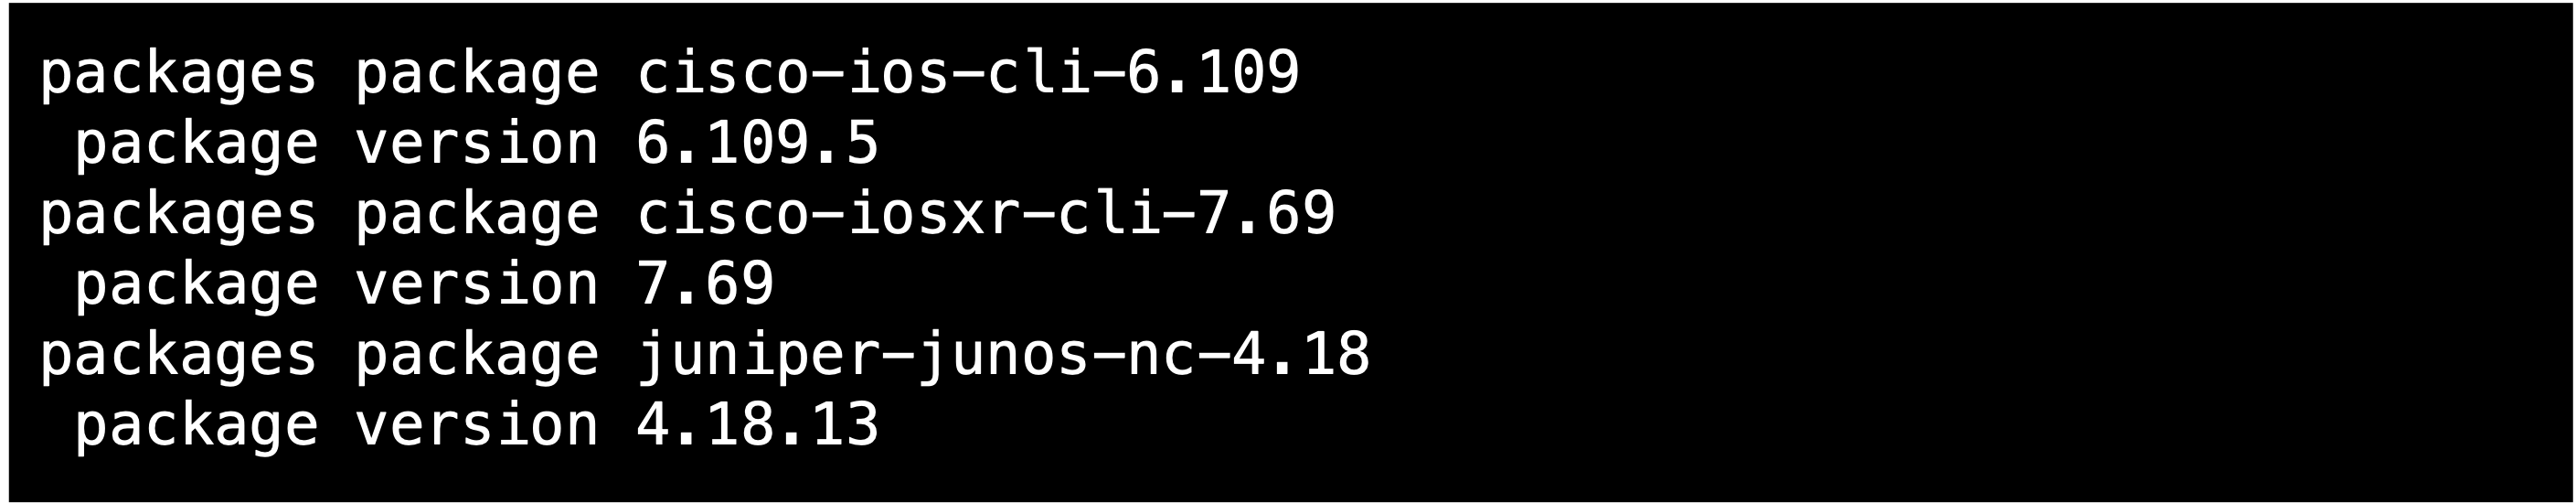 packages package cisco-ios-cli-6.109
 package version 6.109.5
packages package cisco-iosxr-cli-7.69
 package version 7.69
packages package juniper-junos-nc-4.18
 package version 4.18.13